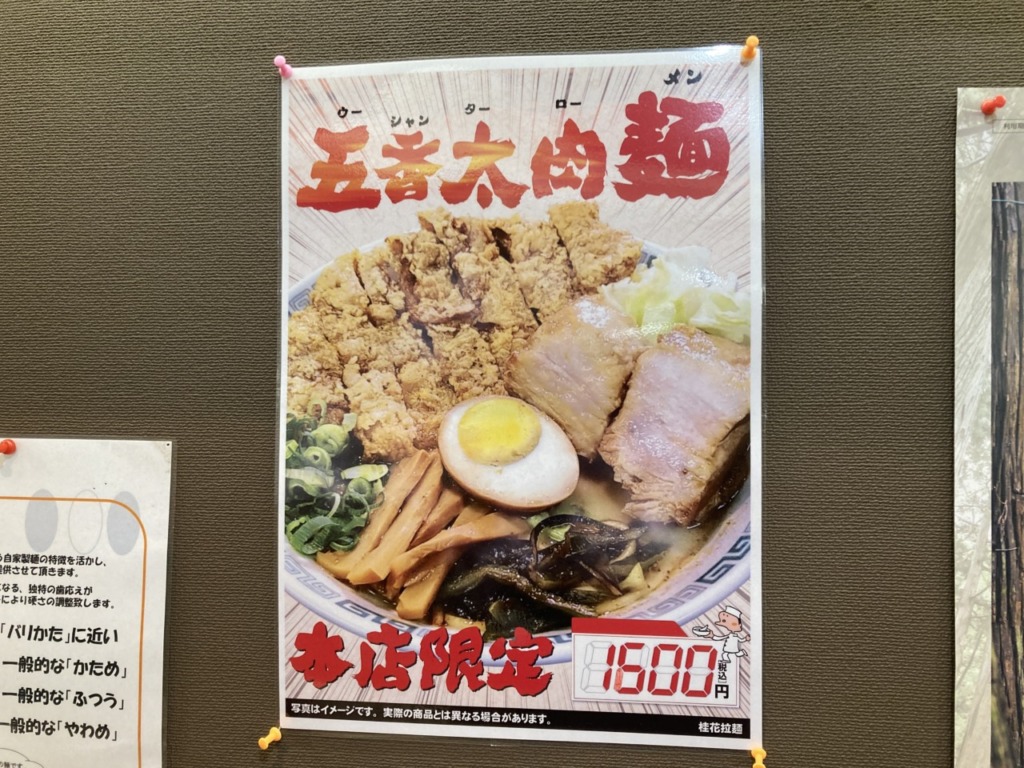 ウー シャン ター ロー メン
五香太肉麺
本店限定
1600円
(税込)
写真はイメージです。実際の商品とは異なる場合があります。
桂花拉麺
自家製麺の特徴を活かし、
提供させて頂きます。
なる、独特の歯応えが
により硬さの調整致します。
「バリかた」に近い
一般的な「かため」
一般的な「ふつう」
一般的な「やわめ」